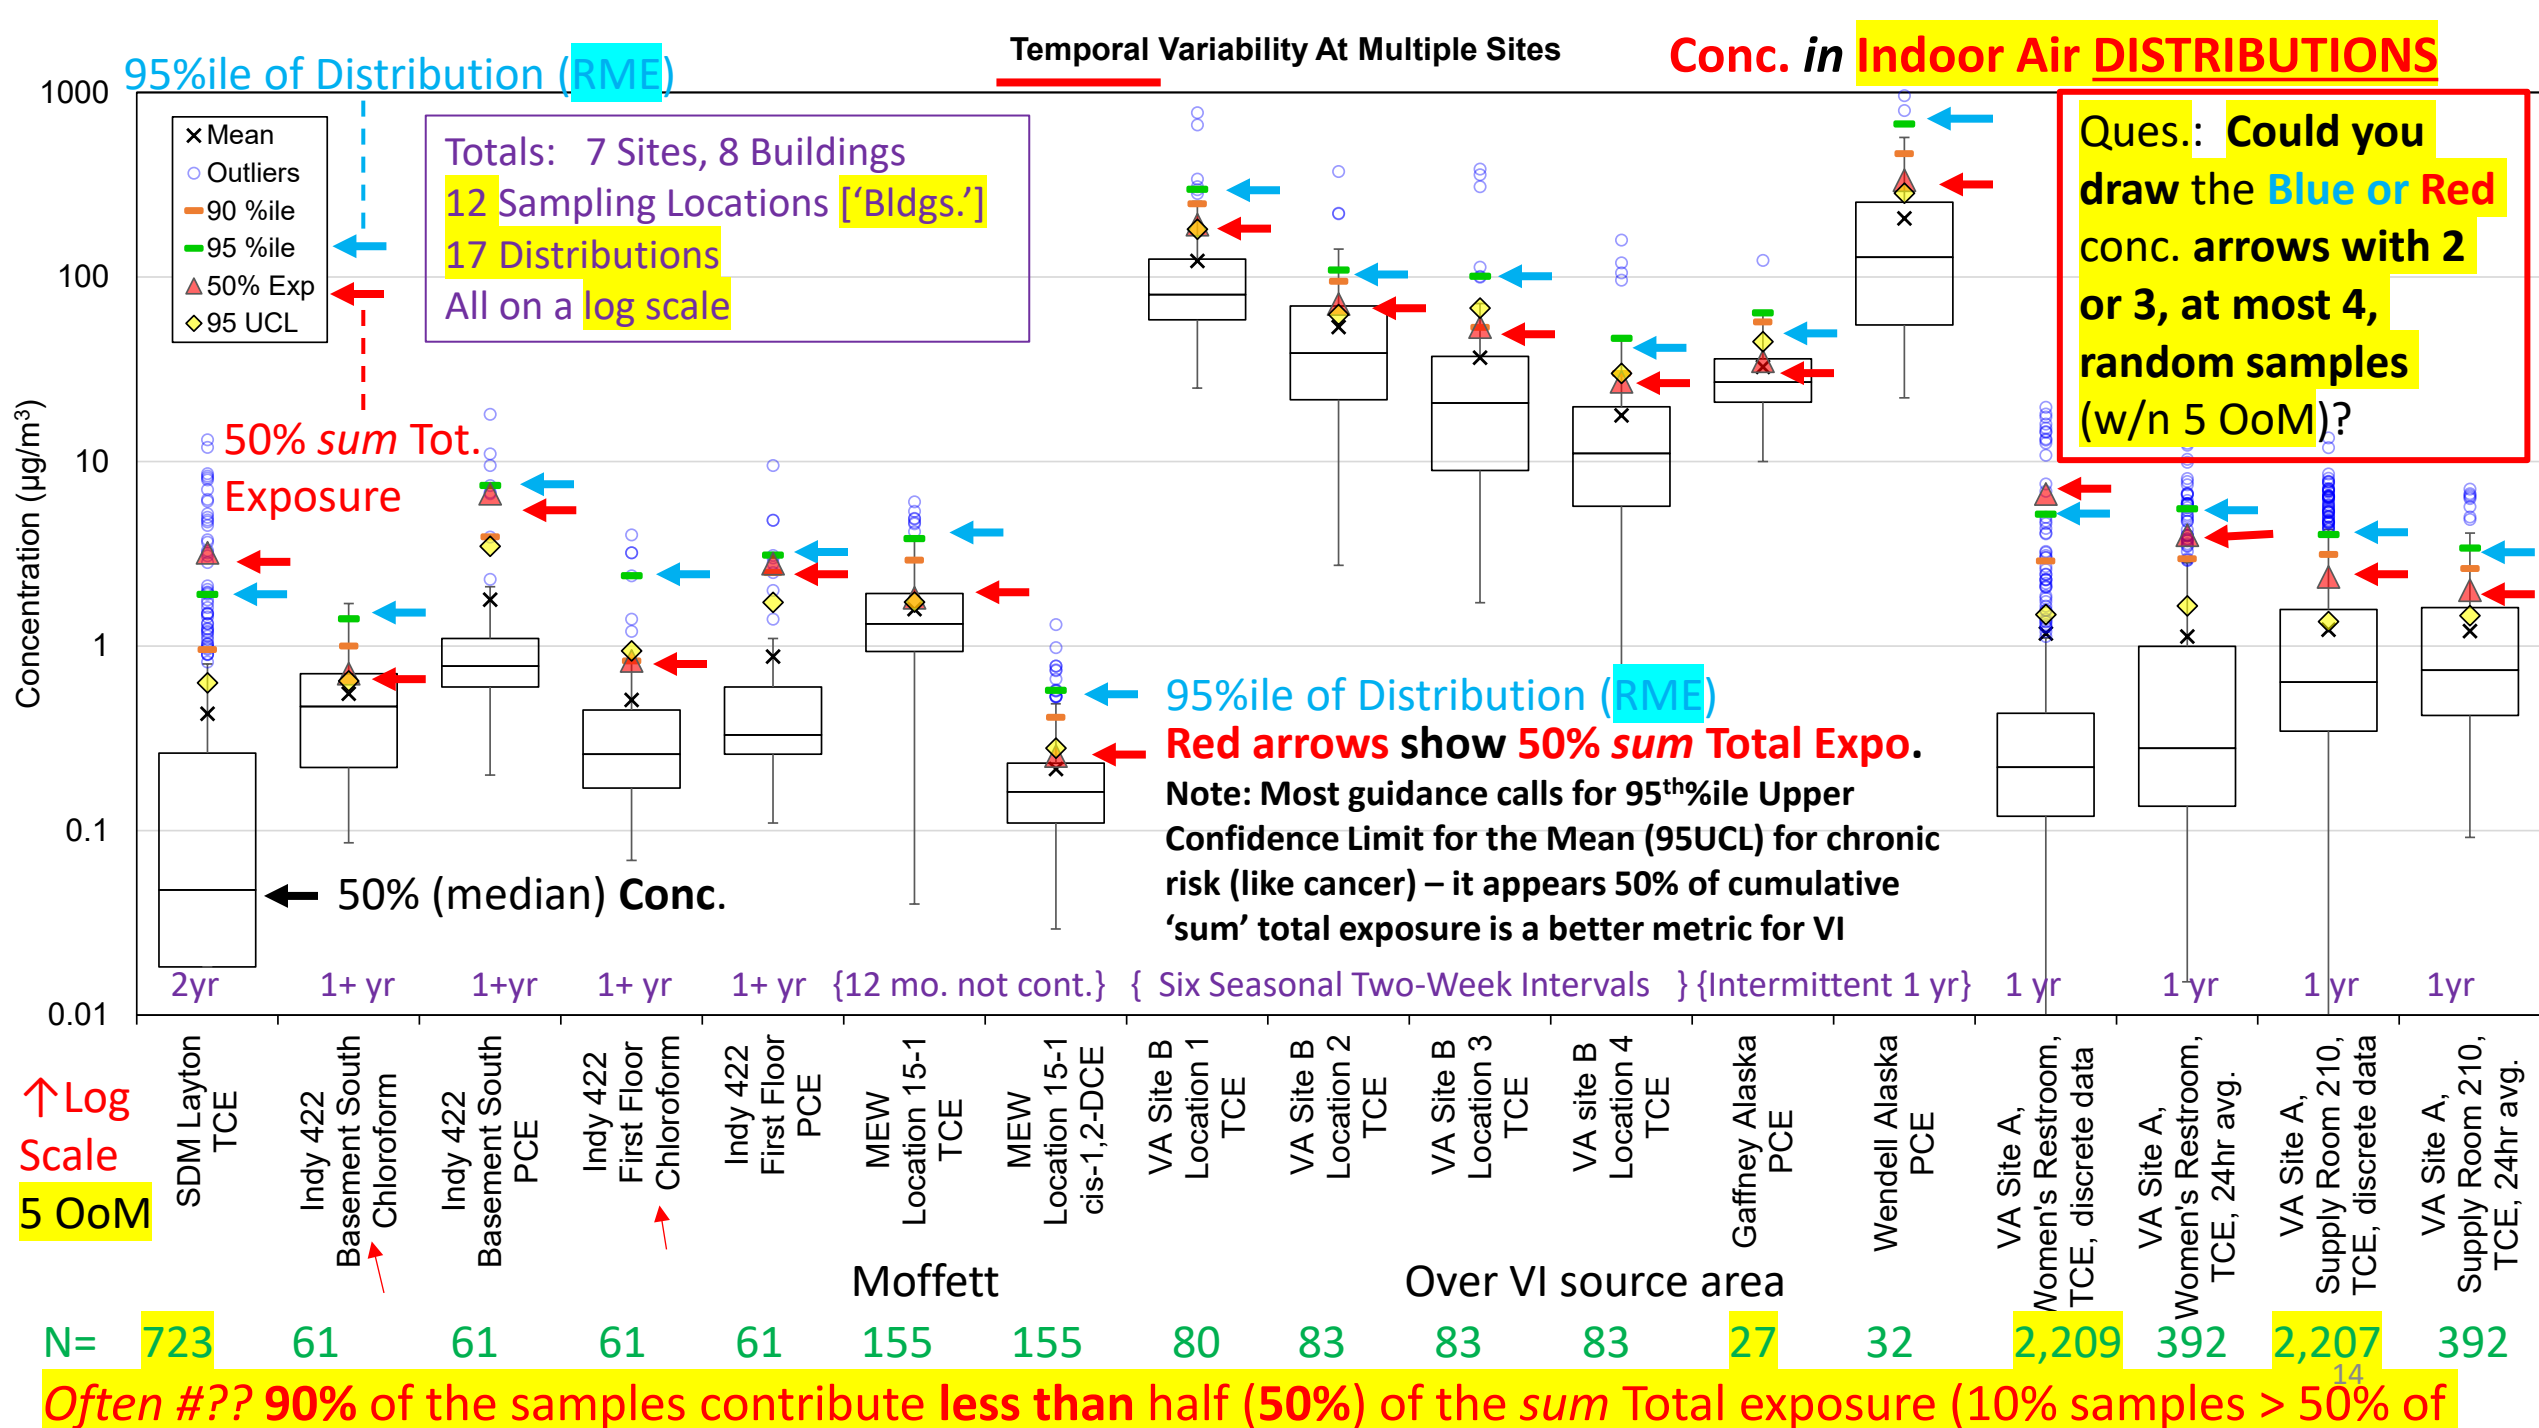 Temporal Variability At Multiple Sites
Conc. in Indoor Air DISTRIBUTIONS
95%ile of Distribution (RME)
1000
100
10
1
0.1
0.01
Concentration (µg/m³)
Mean
Outliers
90 %ile
95 %ile
50% Exp
95 UCL
Totals: 7 Sites, 8 Buildings
12 Sampling Locations ['Bldgs.']
17 Distributions
All on a log scale
Ques.: Could you
draw the Blue or Red
conc. arrows with 2
or 3, at most 4,
random samples
(w/n 5 OoM)?
50% sum Tot.
Exposure
95%ile of Distribution (RME)
Red arrows show 50% sum Total Expo.
Note: Most guidance calls for 95th%ile Upper
Confidence Limit for the Mean (95UCL) for chronic
risk (like cancer) – it appears 50% of cumulative
'sum' total exposure is a better metric for VI
50% (median) Conc.
2yr 1+ yr 1+yr 1+ yr 1+ yr {12 mo. not cont.} { Six Seasonal Two-Week Intervals } {Intermittent 1 yr} 1 yr 1 yr 1 yr 1yr
↑Log
Scale
5 OoM
SDM Layton
TCE
Indy 422
Basement South
Chloroform
Indy 422
Basement South
PCE
Indy 422
First Floor
Chloroform
Indy 422
First Floor
PCE
MEW
Location 15-1
TCE
MEW
Location 15-1
cis-1,2-DCE
VA Site B
Location 1
TCE
VA Site B
Location 2
TCE
VA Site B
Location 3
TCE
VA site B
Location 4
TCE
Gaffney Alaska
PCE
Wendell Alaska
PCE
VA Site A,
Women's Restroom,
TCE, discrete data
VA Site A,
Women's Restroom,
TCE, 24hr avg.
VA Site A,
Supply Room 210,
TCE, discrete data
VA Site A,
Supply Room 210,
TCE, 24hr avg.
Moffett
Over VI source area
N= 723 61 61 61 61 155 155 80 83 83 83 27 32 2,209 392 2,207 392
14
Often #?? 90% of the samples contribute less than half (50%) of the sum Total exposure (10% samples > 50% of